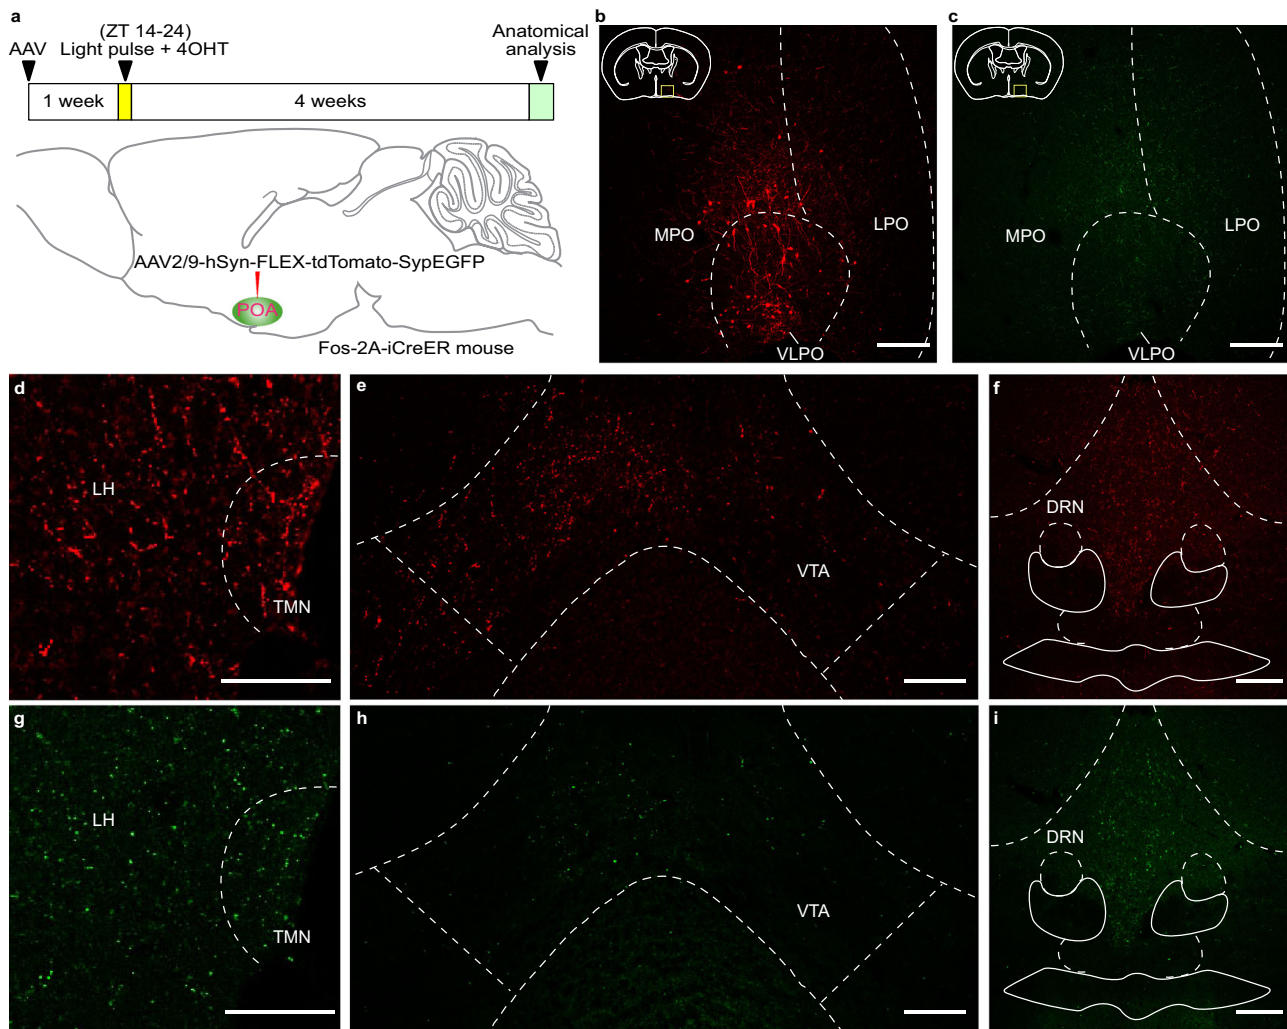 a
(ZT 14-24)
AAV Light pulse + 4OHT
Anatomical
analysis
1 week
4 weeks
AAV2/9-hSyn-FLEX-tdTomato-SypEGFP
POA
Fos-2A-iCreER mouse
b
MPO
LPO
VLPO
c
MPO
LPO
VLPO
d
LH
TMN
e
VTA
f
DRN
g
LH
TMN
h
VTA
i
DRN